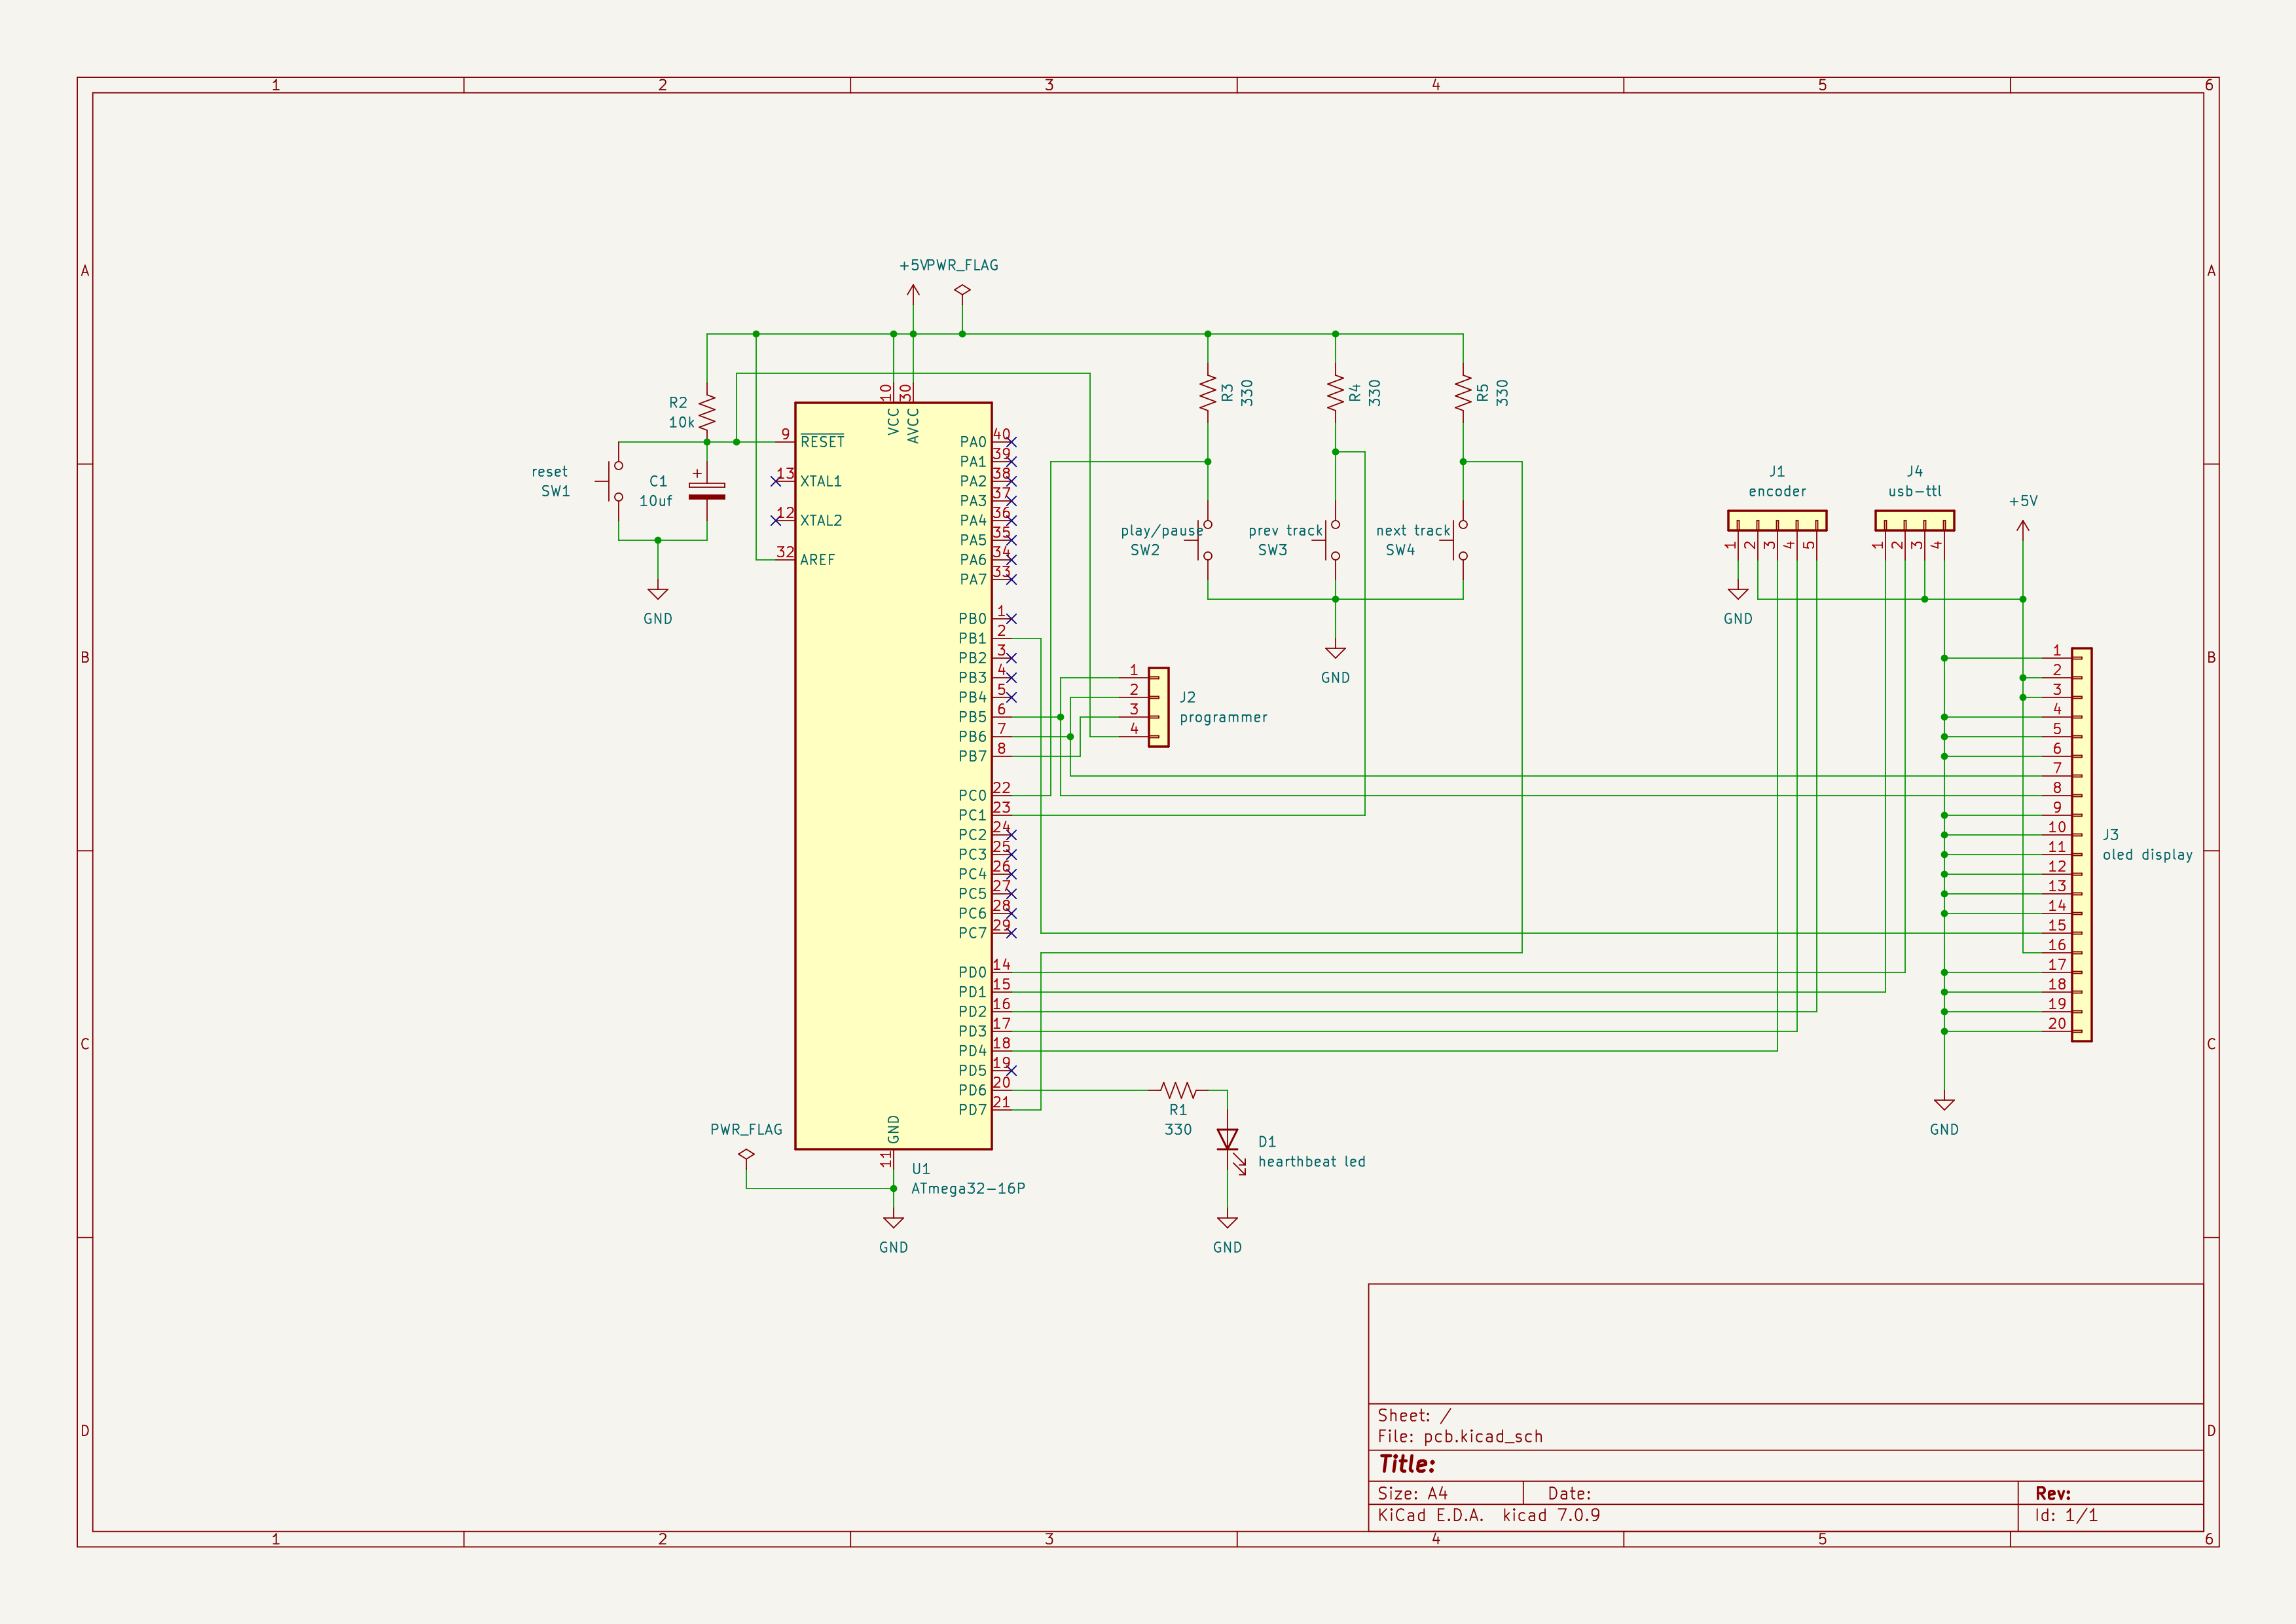 1 2 3 4 5 6
A A
B B
C C
D D
1 2 3 4 5 6
+5V
PWR_FLAG
R2
10k
reset
SW1
C1
10uf
GND
10
30
VCC
AVCC
9 RESET
13 XTAL1
12 XTAL2
32 AREF
PA0 40
PA1 39
PA2 38
PA3 37
PA4 36
PA5 35
PA6 34
PA7 33
PB0 1
PB1 2
PB2 3
PB3 4
PB4 5
PB5 6
PB6 7
PB7 8
PC0 22
PC1 23
PC2 24
PC3 25
PC4 26
PC5 27
PC6 28
PC7 29
PD0 14
PD1 15
PD2 16
PD3 17
PD4 18
PD5 19
PD6 20
PD7 21
GND
11
U1
ATmega32-16P
PWR_FLAG
GND
R3
330
R4
330
R5
330
play/pause
SW2
prev track
SW3
next track
SW4
GND
1
2
3
4
J2
programmer
R1
330
D1
hearthbeat led
GND
J1
encoder
1 2 3 4 5
GND
J4
usb-ttl
1 2 3 4
+5V
1
2
3
4
5
6
7
8
9
10
11
12
13
14
15
16
17
18
19
20
J3
oled display
GND
Sheet: /
File: pcb.kicad_sch
Title:
Size: A4 Date: Rev:
KiCad E.D.A. kicad 7.0.9 Id: 1/1